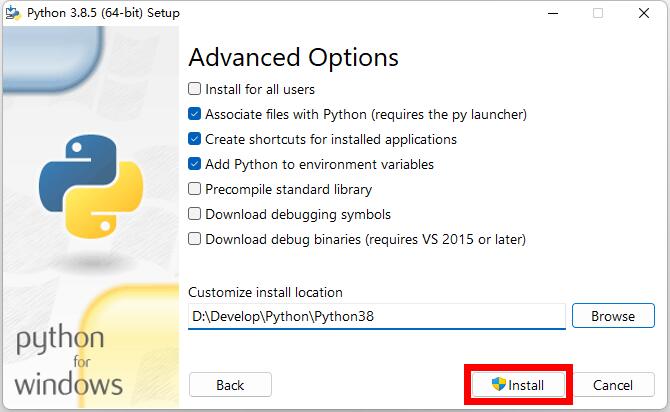 Python 3.8.5 (64-bit) Setup
Advanced Options
Install for all users
Associate files with Python (requires the py launcher)
Create shortcuts for installed applications
Add Python to environment variables
Precompile standard library
Download debugging symbols
Download debug binaries (requires VS 2015 or later)
Customize install location
D:\Develop\Python\Python38
Browse
python
for
windows
Back
Install
Cancel